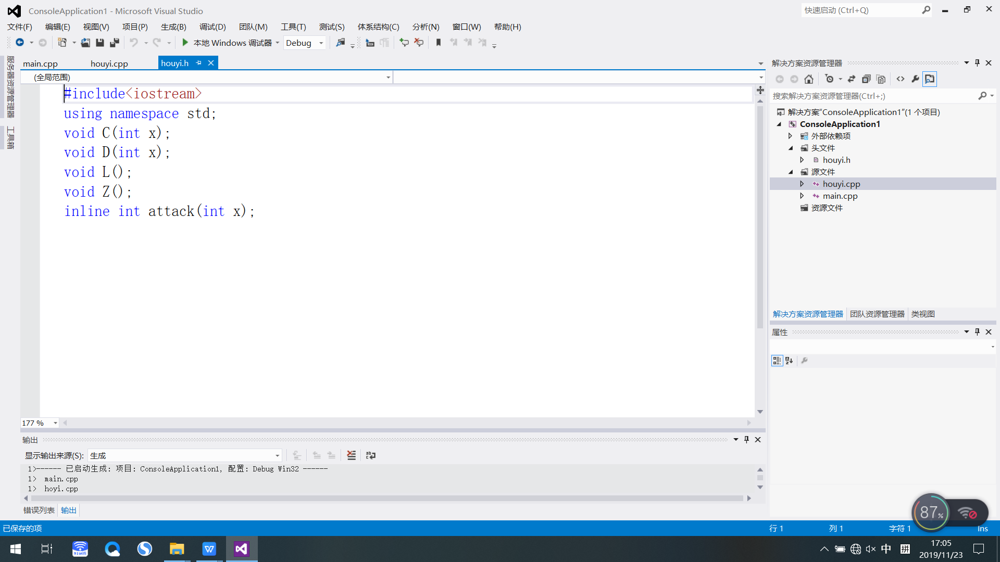 ConsoleApplication1 - Microsoft Visual Studio
快速启动 (Ctrl+Q)
文件(F) 编辑(E) 视图(V) 项目(P) 生成(B) 调试(D) 团队(M) 工具(T) 测试(S) 体系结构(C) 分析(N) 窗口(W) 帮助(H)
本地 Windows 调试器 Debug
服务器资源管理器
工具箱
main.cpp houyi.cpp houyi.h
(全局范围)
#include<iostream>
using namespace std;
void C(int x);
void D(int x);
void L();
void Z();
inline int attack(int x);
177 %
输出
显示输出来源(S): 生成
1>------ 已启动生成: 项目: ConsoleApplication1, 配置: Debug Win32 ------
1> main.cpp
1> hoyi.cpp
错误列表 输出
解决方案资源管理器
搜索解决方案资源管理器(Ctrl+;)
解决方案"ConsoleApplication1"(1 个项目)
ConsoleApplication1
外部依赖项
头文件
houyi.h
源文件
houyi.cpp
main.cpp
资源文件
解决方案资源管理器 团队资源管理器 类视图
属性
87%
已保存的项 行 1 列 1 字符 1 Ins
91wifi
中 拼
17:05
2019/11/23